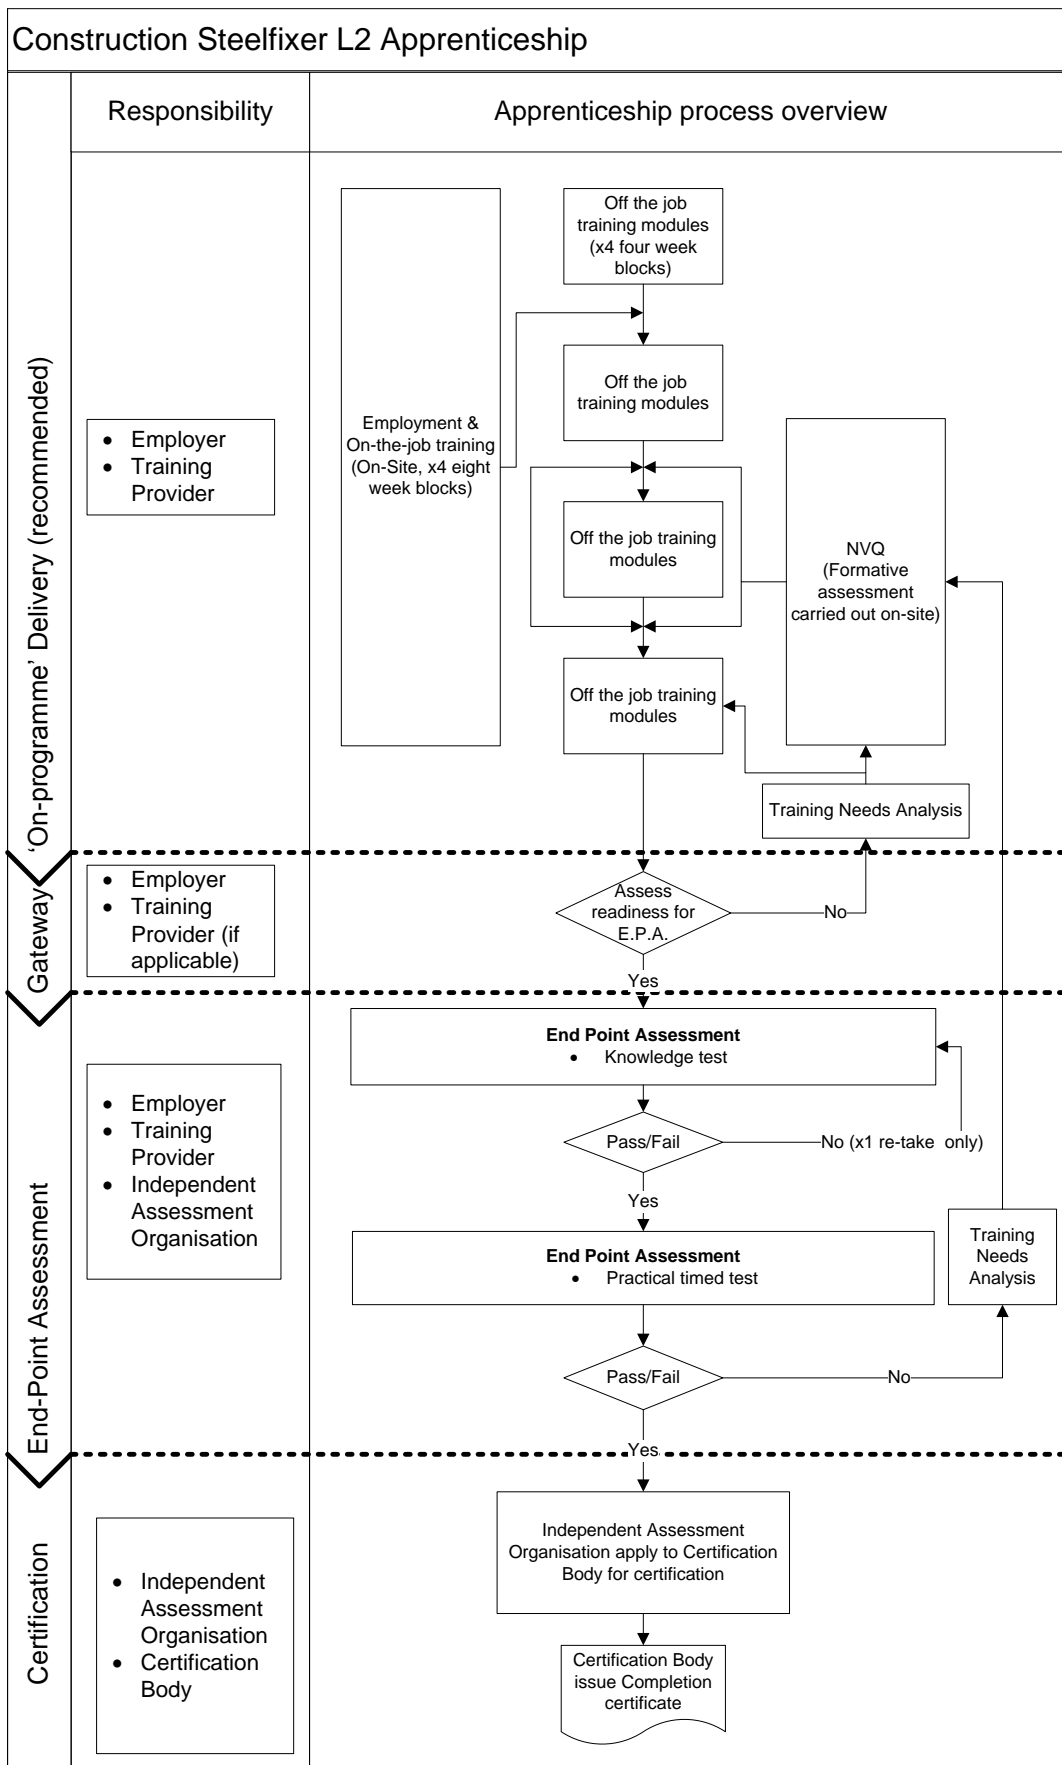 Construction Steelfixer L2 Apprenticeship
Responsibility
Apprenticeship process overview
'On-programme' Delivery (recommended)
• Employer
• Training
Provider
Employment &
On-the-job training
(On-Site, x4 eight
week blocks)
Off the job
training modules
(x4 four week
blocks)
Off the job
training modules
Off the job training
modules
Off the job training
modules
NVQ
(Formative
assessment
carried out on-site)
Training Needs Analysis
Gateway
• Employer
• Training
Provider (if
applicable)
Assess
readiness for
E.P.A.
No
Yes
End-Point Assessment
• Employer
• Training
Provider
• Independent
Assessment
Organisation
End Point Assessment
• Knowledge test
Pass/Fail
No (x1 re-take only)
Yes
End Point Assessment
• Practical timed test
Training
Needs
Analysis
Pass/Fail
No
Yes
Certification
• Independent
Assessment
Organisation
• Certification
Body
Independent Assessment
Organisation apply to Certification
Body for certification
Certification Body
issue Completion
certificate